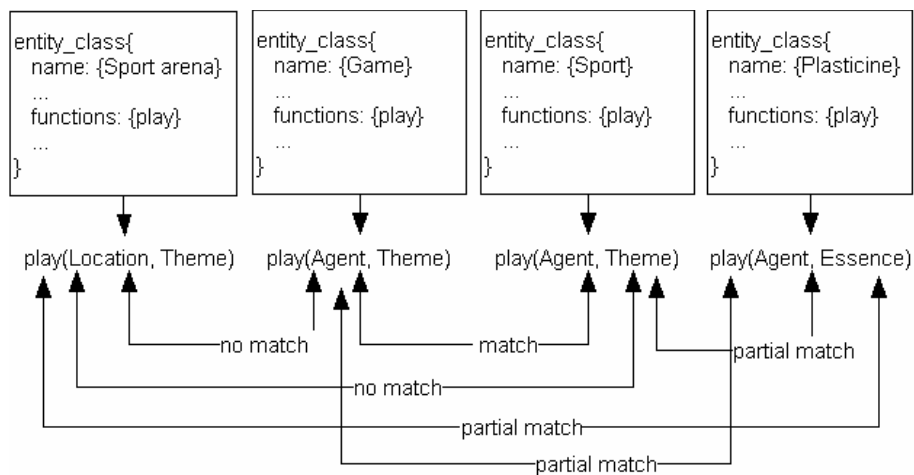 entity_class{
name: {Sport arena}
...
functions: {play}
...
}
entity_class{
name: {Game}
...
functions: {play}
...
}
entity_class{
name: {Sport}
...
functions: {play}
...
}
entity_class{
name: {Plasticine}
...
functions: {play}
...
}
play(Location, Theme)
play(Agent, Theme)
play(Agent, Theme)
play(Agent, Essence)
no match
match
partial match
no match
partial match
partial match